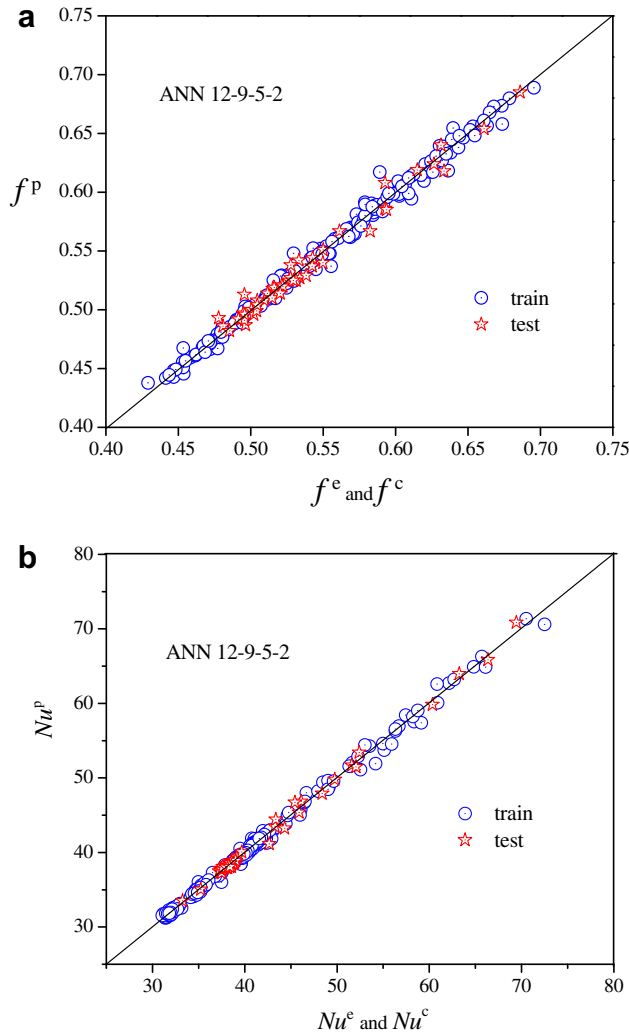 a
0.75
0.70
0.65
0.60
0.55
0.50
0.45
0.40
ANN 12-9-5-2
f^p
train
test
0.40 0.45 0.50 0.55 0.60 0.65 0.70 0.75
f^e and f^c
b
80
70
60
50
40
30
ANN 12-9-5-2
Nu^p
train
test
30 40 50 60 70 80
Nu^e and Nu^c